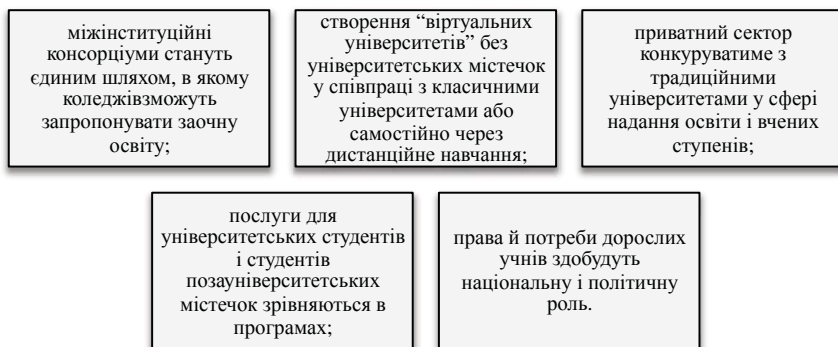 міжінституційні
консорціуми стануть
єдиним шляхом, в якому
коледжівзможуть
запропонувати заочну
освіту;
створення “віртуальних
університетів” без
університетських містечок
у співпраці з класичними
університетами або
самостійно через
дистанційне навчання;
приватний сектор
конкуруватиме з
традиційними
університетами у сфері
надання освіти і вчених
ступенів;
послуги для
університетських студентів
і студентів
позауніверситетських
містечок зрівняються в
програмах;
права й потреби дорослих
учнів здобудуть
національну і політичну
роль.